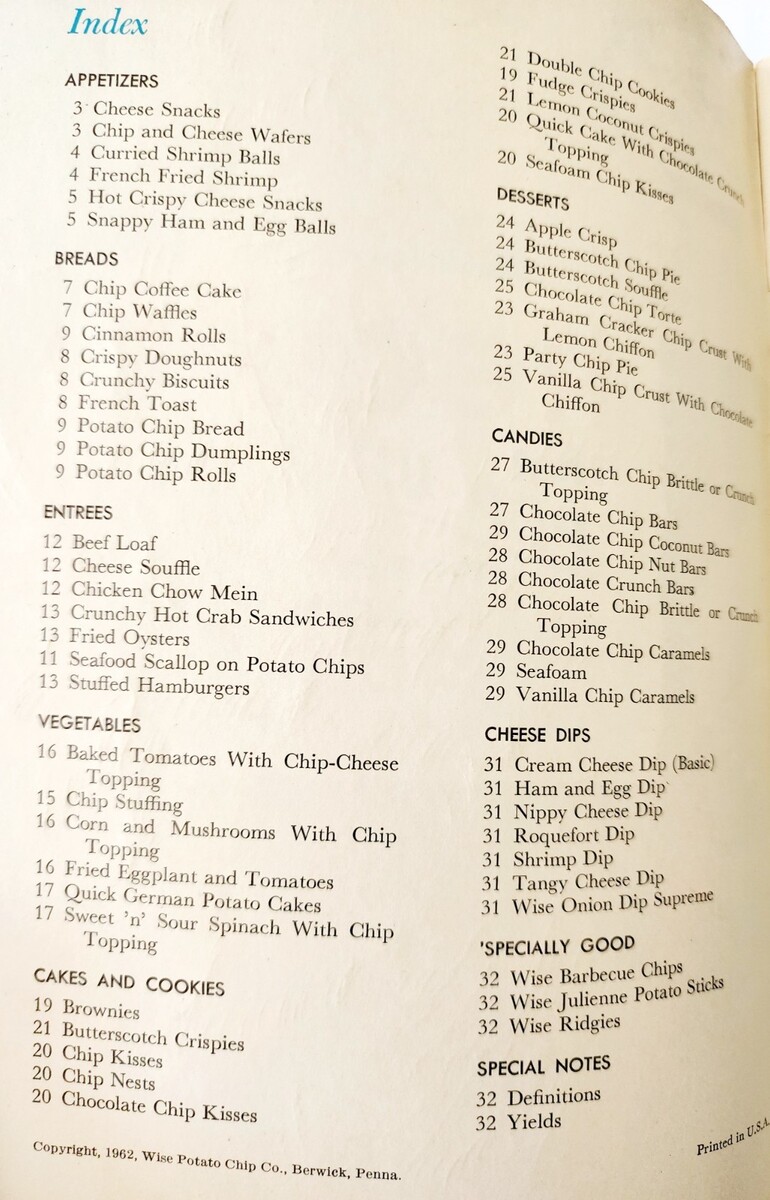 Index
APPETIZERS
3 Cheese Snacks
3 Chip and Cheese Wafers
4 Curried Shrimp Balls
4 French Fried Shrimp
5 Hot Crispy Cheese Snacks
5 Snappy Ham and Egg Balls
BREADS
7 Chip Coffee Cake
7 Chip Waffles
9 Cinnamon Rolls
8 Crispy Doughnuts
8 Crunchy Biscuits
8 French Toast
9 Potato Chip Bread
9 Potato Chip Dumplings
9 Potato Chip Rolls
ENTREES
12 Beef Loaf
12 Cheese Souffle
12 Chicken Chow Mein
13 Crunchy Hot Crab Sandwiches
13 Fried Oysters
11 Seafood Scallop on Potato Chips
13 Stuffed Hamburgers
VEGETABLES
16 Baked Tomatoes With Chip-Cheese
Topping
15 Chip Stuffing
16 Corn and Mushrooms With Chip
Topping
16 Fried Eggplant and Tomatoes
17 Quick German Potato Cakes
17 Sweet 'n' Sour Spinach With Chip
Topping
CAKES AND COOKIES
19 Brownies
21 Butterscotch Crispies
20 Chip Kisses
20 Chip Nests
20 Chocolate Chip Kisses
21 Double Chip Cookies
19 Fudge Crispies
21 Lemon Coconut Crispies
20 Quick Cake With Chocolate Crunch
Topping
20 Seafoam Chip Kisses
DESSERTS
24 Apple Crisp
24 Butterscotch Chip Pie
24 Butterscotch Souffle
25 Chocolate Chip Torte
23 Graham Cracker Chip Crust With
Lemon Chiffon
23 Party Chip Pie
25 Vanilla Chip Crust With Chocolate
Chiffon
CANDIES
27 Butterscotch Chip Brittle or Crunch
Topping
27 Chocolate Chip Bars
29 Chocolate Chip Coconut Bars
28 Chocolate Chip Nut Bars
28 Chocolate Crunch Bars
28 Chocolate Chip Brittle or Crunch
Topping
29 Chocolate Chip Caramels
29 Seafoam
29 Vanilla Chip Caramels
CHEESE DIPS
31 Cream Cheese Dip (Basic)
31 Ham and Egg Dip
31 Nippy Cheese Dip
31 Roquefort Dip
31 Shrimp Dip
31 Tangy Cheese Dip
31 Wise Onion Dip Supreme
'SPECIALLY GOOD
32 Wise Barbecue Chips
32 Wise Julienne Potato Sticks
32 Wise Ridgies
SPECIAL NOTES
32 Definitions
32 Yields
Copyright, 1962, Wise Potato Chip Co., Berwick, Penna.
Printed in U.S.A.